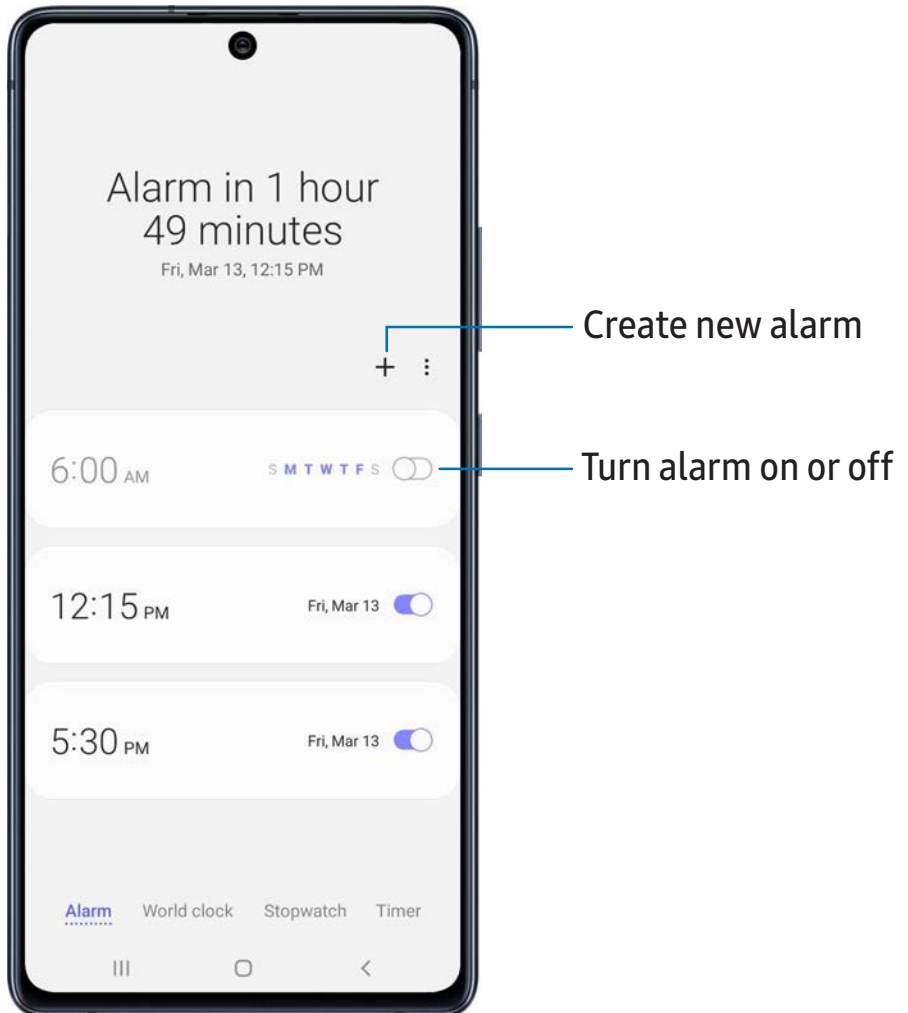 Alarm in 1 hour
49 minutes
Fri, Mar 13, 12:15 PM
Create new alarm
6:00 AM S M T W T F S
Turn alarm on or off
12:15 PM Fri, Mar 13
5:30 PM Fri, Mar 13
Alarm World clock Stopwatch Timer